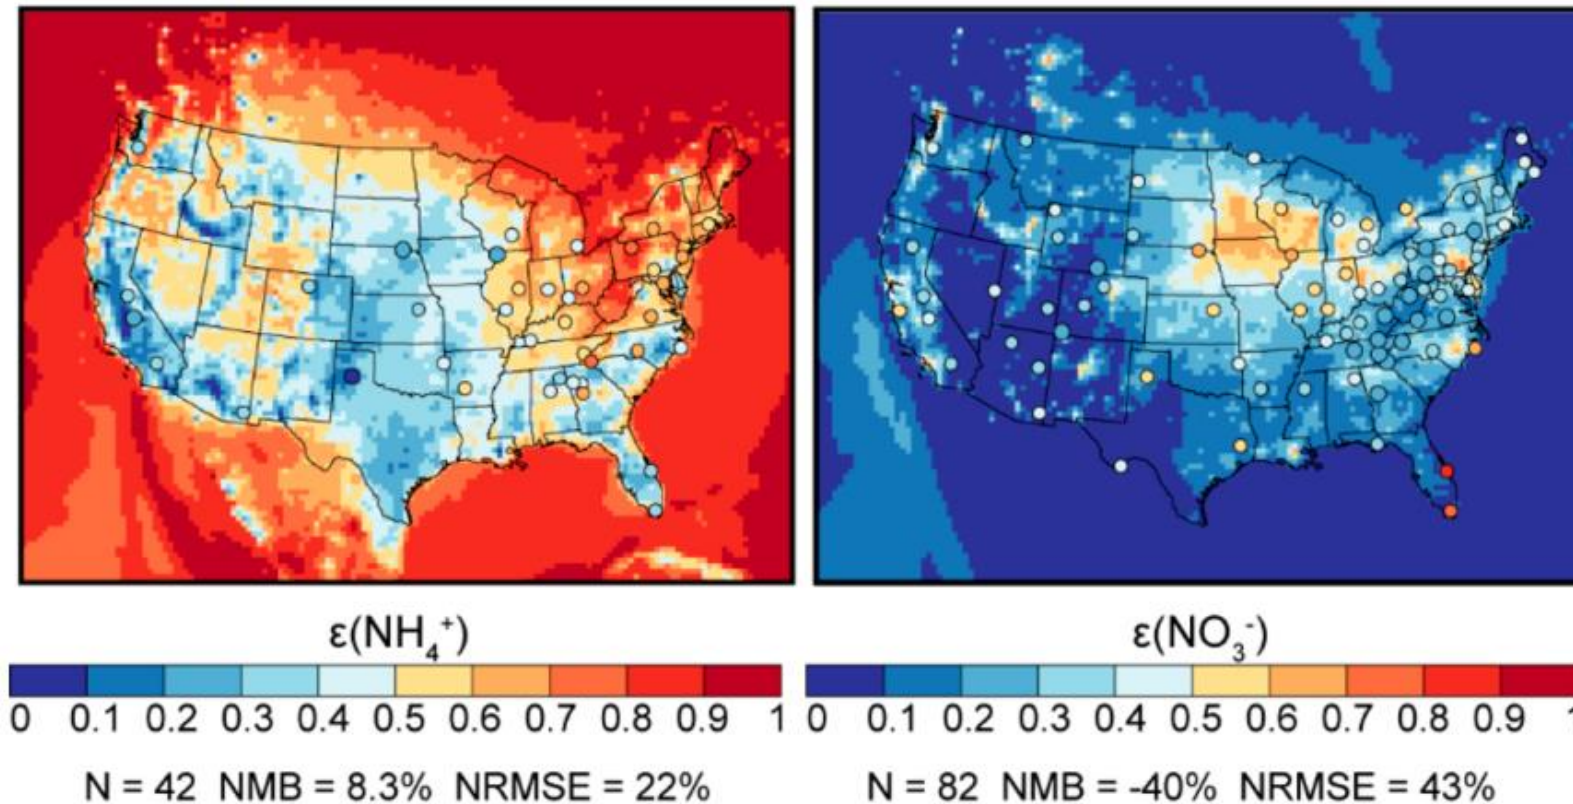 ε(NH₄⁺)
0 0.1 0.2 0.3 0.4 0.5 0.6 0.7 0.8 0.9 1
N = 42 NMB = 8.3% NRMSE = 22%
ε(NO₃⁻)
0 0.1 0.2 0.3 0.4 0.5 0.6 0.7 0.8 0.9 1
N = 82 NMB = -40% NRMSE = 43%